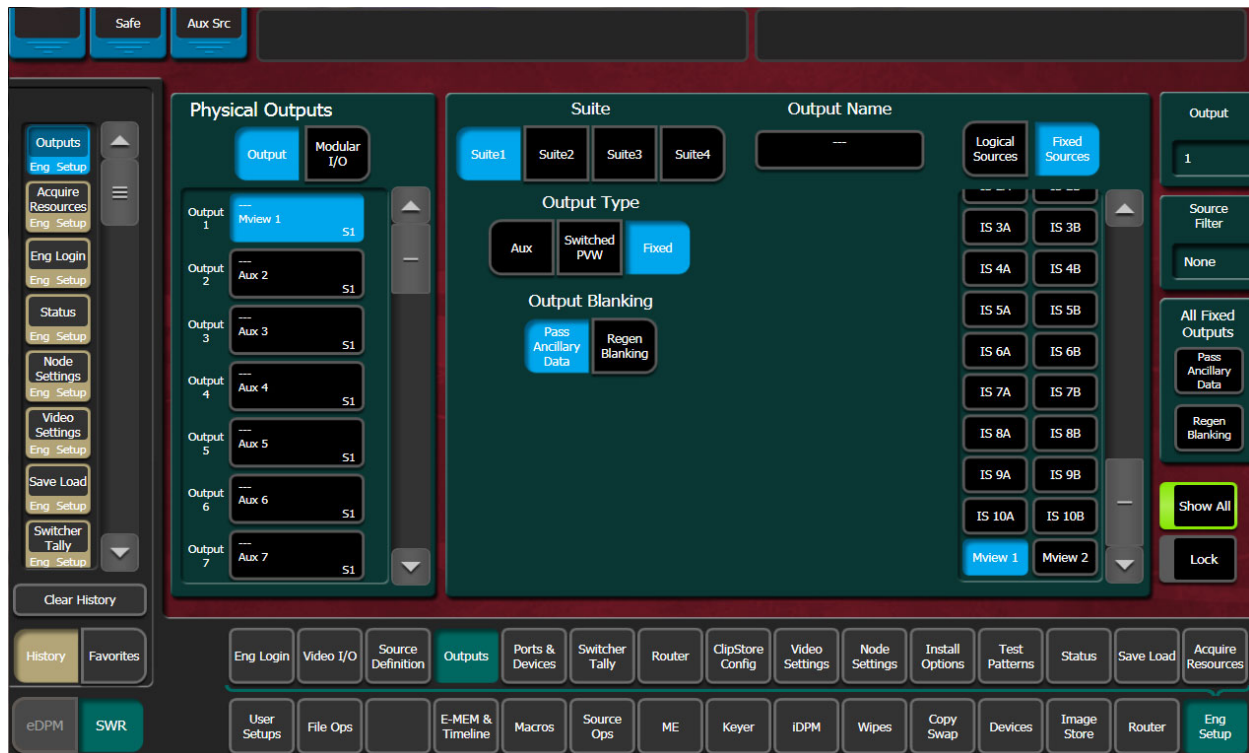 Safe
Aux Src
Outputs
Eng Setup
Acquire
Resources
Eng Setup
Eng Login
Eng Setup
Status
Eng Setup
Node
Settings
Eng Setup
Video
Settings
Eng Setup
Save Load
Eng Setup
Switcher
Tally
Eng Setup
Clear History
History
Favorites
eDPM
SWR
Physical Outputs
Output
Modular
I/O
Output
1
---
Mview 1
S1
Output
2
---
Aux 2
S1
Output
3
---
Aux 3
S1
Output
4
---
Aux 4
S1
Output
5
---
Aux 5
S1
Output
6
---
Aux 6
S1
Output
7
---
Aux 7
S1
Suite
Suite1
Suite2
Suite3
Suite4
Output Name
---
Output Type
Aux
Switched
PVW
Fixed
Output Blanking
Pass
Ancillary
Data
Regen
Blanking
Logical
Sources
Fixed
Sources
IS 3A
IS 3B
IS 4A
IS 4B
IS 5A
IS 5B
IS 6A
IS 6B
IS 7A
IS 7B
IS 8A
IS 8B
IS 9A
IS 9B
IS 10A
IS 10B
Mview 1
Mview 2
Output
1
Source
Filter
None
All Fixed
Outputs
Pass
Ancillary
Data
Regen
Blanking
Show All
Lock
Eng Login
Video I/O
Source
Definition
Outputs
Ports &
Devices
Switcher
Tally
Router
ClipStore
Config
Video
Settings
Node
Settings
Install
Options
Test
Patterns
Status
Save Load
Acquire
Resources
User
Setups
File Ops
E-MEM &
Timeline
Macros
Source
Ops
ME
Keyer
iDPM
Wipes
Copy
Swap
Devices
Image
Store
Router
Eng
Setup